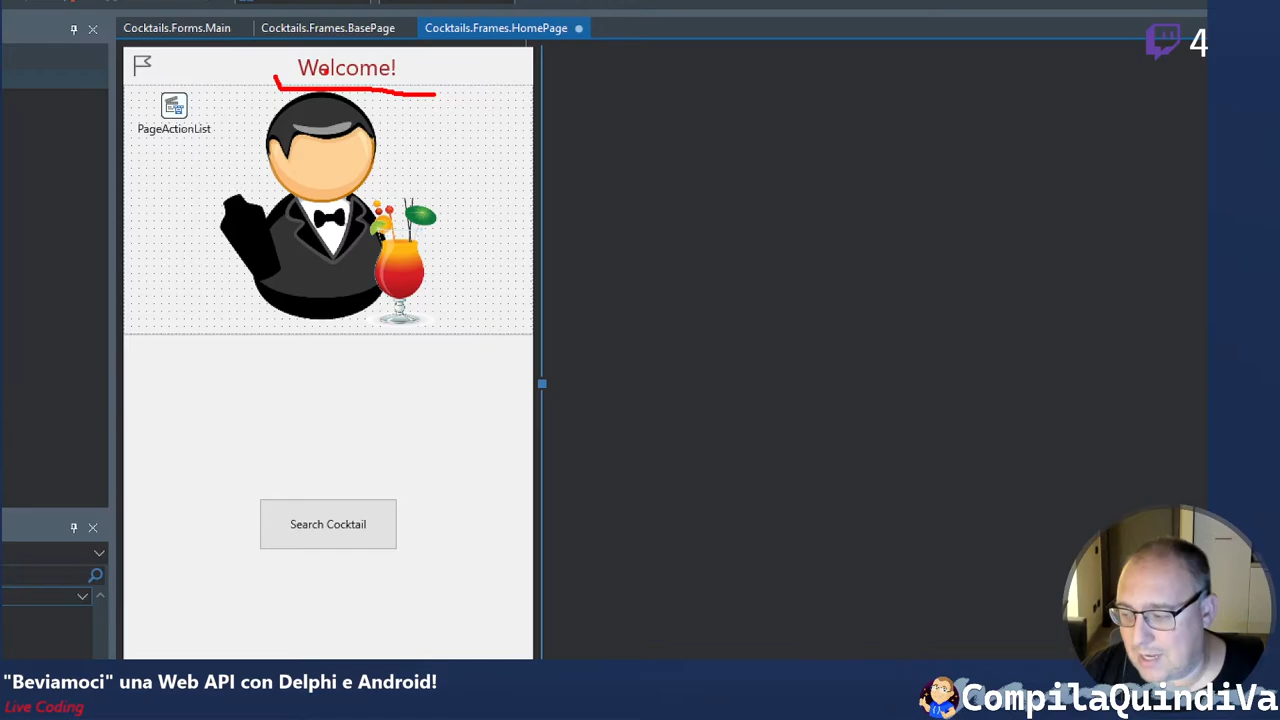 Cocktails.Forms.Main
Cocktails.Frames.BasePage
Cocktails.Frames.HomePage
4
Welcome!
PageActionList
Search Cocktail
"Beviamoci" una Web API con Delphi e Android!
Live Coding
CompilaQuindiVa